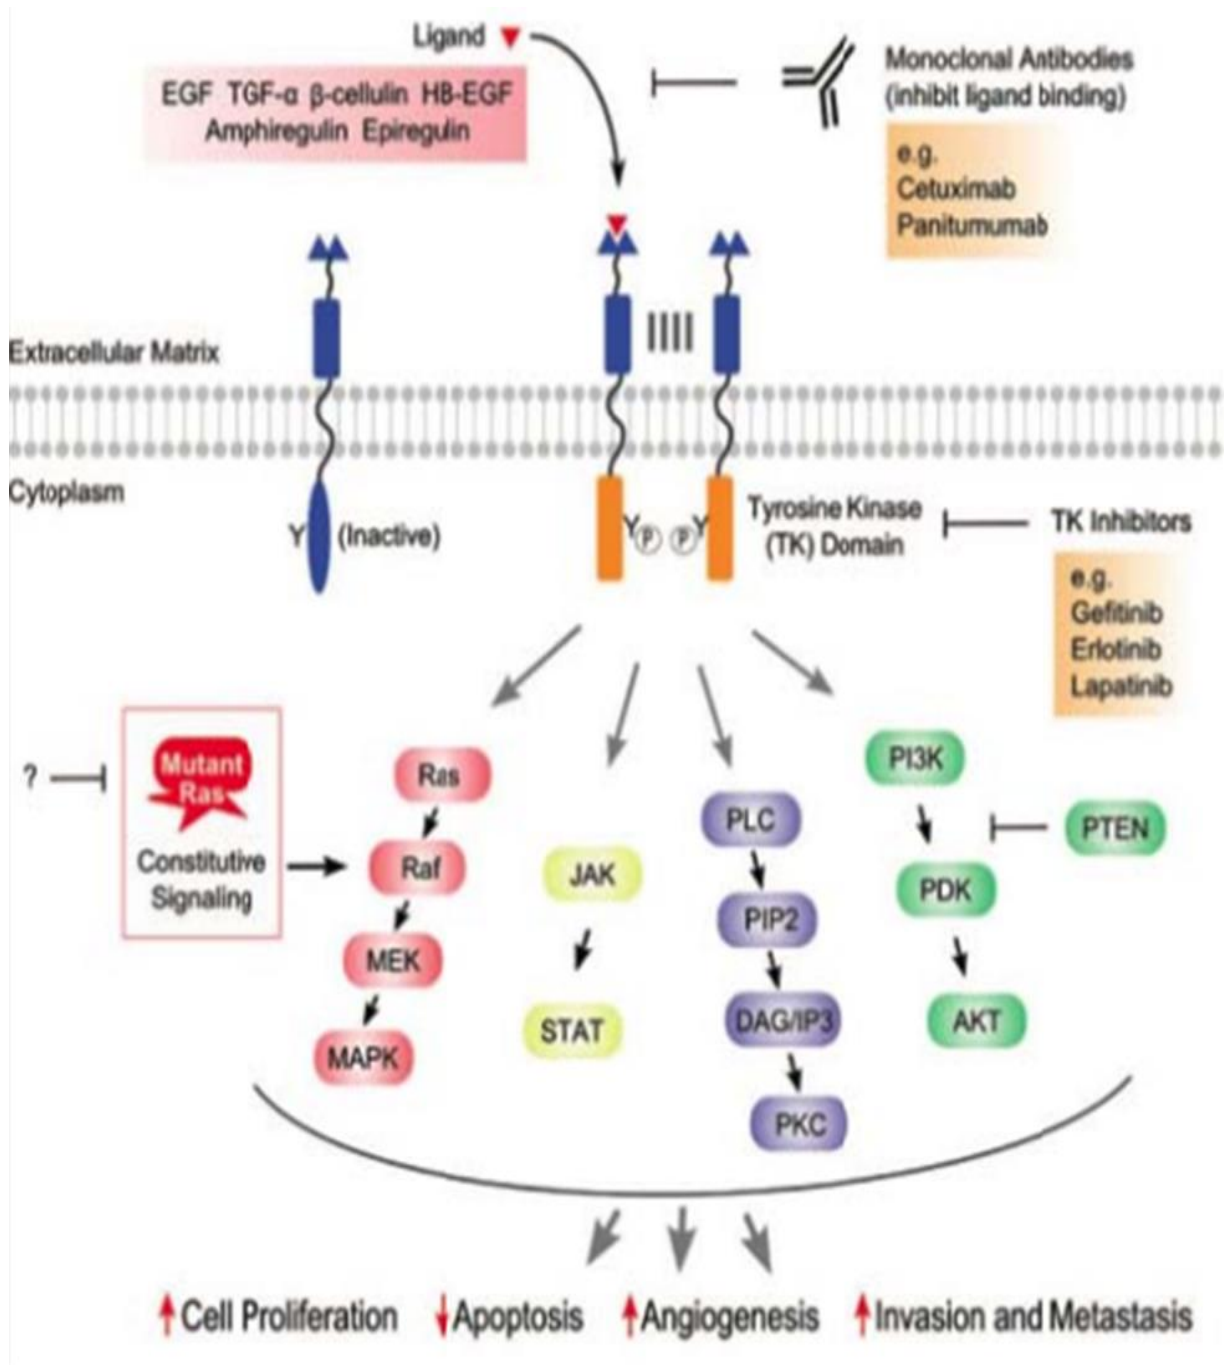 Ligand
EGF TGF-α β-cellulin HB-EGF
Amphiregulin Epiregulin
Monoclonal Antibodies
(inhibit ligand binding)
e.g.
Cetuximab
Panitumumab
Extracellular Matrix
Cytoplasm
Y (Inactive)
Y P P Y
Tyrosine Kinase
(TK) Domain
TK Inhibitors
e.g.
Gefitinib
Erlotinib
Lapatinib
?
Mutant
Ras
Constitutive
Signaling
Ras
Raf
MEK
MAPK
JAK
STAT
PLC
PIP2
DAG/IP3
PKC
PI3K
PTEN
PDK
AKT
Cell Proliferation
Apoptosis
Angiogenesis
Invasion and Metastasis